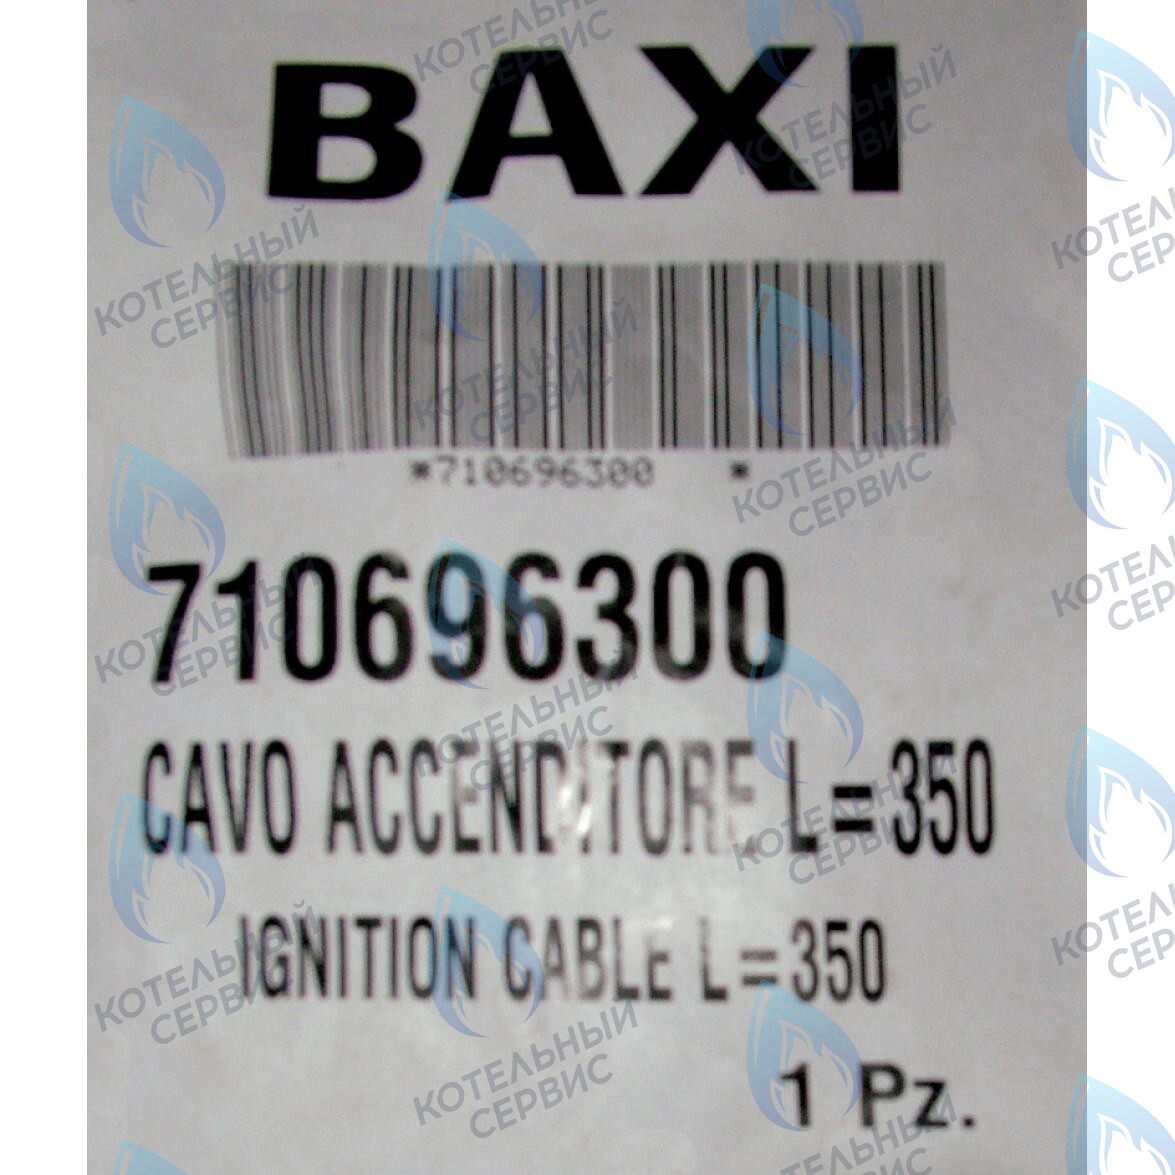 BAXI
*710696300 *
710696300
CAVO ACCENDITORE L=350
IGNITION CABLE L=350
1 Pz.
КОТЕЛЬНЫЙ
СЕРВИС